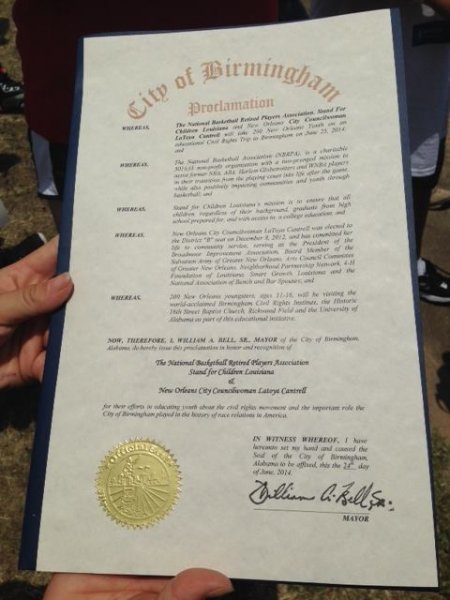 City of Birmingham
Proclamation
WHEREAS, The National Basketball Retired Players Association, Stand For
Children Louisiana and New Orleans City Councilwoman
LaToya Cantrell will take 200 New Orleans Youth on an
educational Civil Rights Trip to Birmingham on June 25, 2014;
and
WHEREAS, The National Basketball Association (NBRPA), is a charitable
501(c)3 non-profit organization with a two-pronged mission to
assist former NBA, ABA, Harlem Globetrotters and WNBA players
in their transition from the playing court into life after the game,
while also positively impacting communities and youth through
basketball; and
WHEREAS, Stand for Children Louisiana's mission is to ensure that all
children, regardless of their background, graduate from high
school prepared for, and with access to, a college education; and
WHEREAS, New Orleans City Councilwoman LaToya Cantrell was elected to
the District "B" seat on December 8, 2012, and has committed her
life to community service, serving as the President of the
Broadmoor Improvement Association, Board Member of the
Salvation Army of Greater New Orleans, Arts Council Committee
of Greater New Orleans, Neighborhood Partnership Network, 4-H
Foundation of Louisiana, Smart Growth Louisiana and the
National Association of Bench and Bar Spouses; and
WHEREAS, 200 New Orleans youngsters, ages 11-18, will be visiting the
world-acclaimed Birmingham Civil Rights Institute, the Historic
16th Street Baptist Church, Rickwood Field and the University of
Alabama as part of this educational initiative.
NOW, THEREFORE, I, WILLIAM A. BELL, SR., MAYOR of the City of Birmingham,
Alabama, do hereby issue this proclamation in honor and recognition of
The National Basketball Retired Players Association
Stand for Children Louisiana
&
New Orleans City Councilwoman Latoya Cantrell
for their efforts in educating youth about the civil rights movement and the important role the
City of Birmingham played in the history of race relations in America.
IN WITNESS WHEREOF, I have
hereunto set my hand and caused the
Seal of the City of Birmingham,
Alabama to be affixed, this the 24th day
of June, 2014.
William A. Bell, Sr.
MAYOR